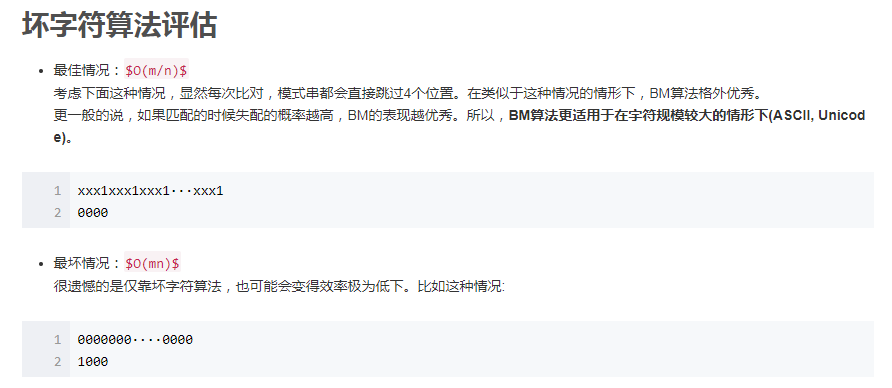 坏字符算法评估
• 最佳情况：$O(m/n)$
考虑下面这种情况，显然每次比对，模式串都会直接跳过4个位置。在类似于这种情况的情形下，BM算法格外优秀。
更一般的说，如果匹配的时候失配的概率越高，BM的表现越优秀。所以，BM算法更适用于在字符规模较大的情形下(ASCII, Unicod
e)。
1 xxx1xxx1xxx1···xxx1
2 0000
• 最坏情况：$O(mn)$
很遗憾的是仅靠坏字符算法，也可能会变得效率极为低下。比如这种情况:
1 0000000····0000
2 1000